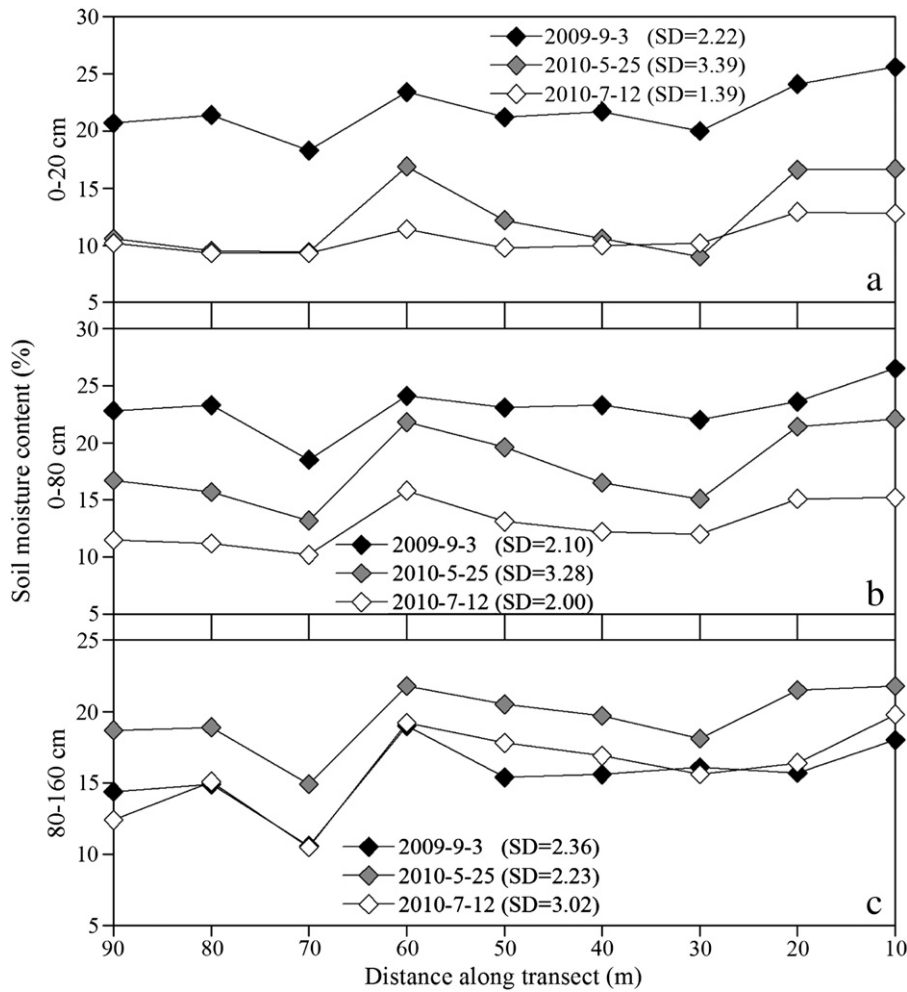 30
25
20
15
10
5
0-20 cm
2009-9-3 (SD=2.22)
2010-5-25 (SD=3.39)
2010-7-12 (SD=1.39)
a
30
25
20
15
10
5
0-80 cm
2009-9-3 (SD=2.10)
2010-5-25 (SD=3.28)
2010-7-12 (SD=2.00)
b
Soil moisture content (%)
25
20
15
10
5
80-160 cm
2009-9-3 (SD=2.36)
2010-5-25 (SD=2.23)
2010-7-12 (SD=3.02)
c
90 80 70 60 50 40 30 20 10
Distance along transect (m)